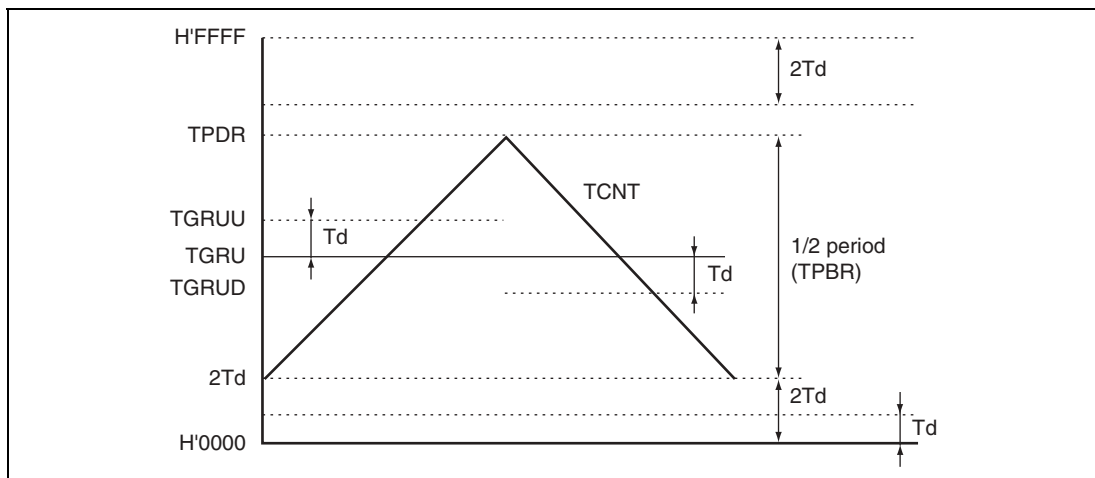 H'FFFF
2Td
TPDR
TCNT
TGRUU
Td
TGRU
1/2 period
(TPBR)
Td
TGRUD
2Td
2Td
Td
H'0000